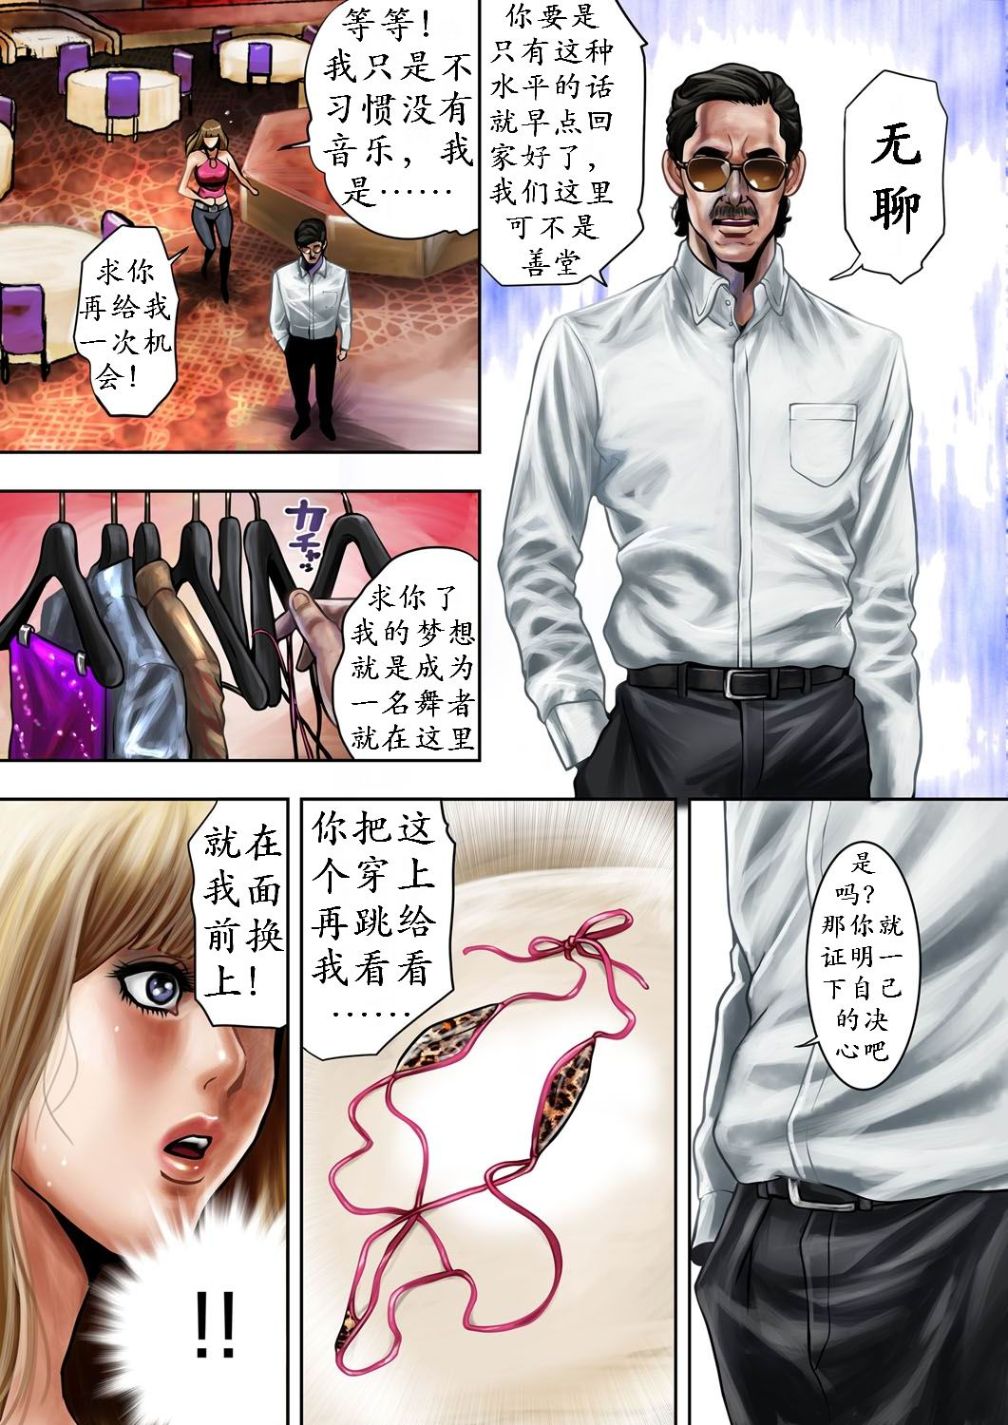 无
聊
你要是
只有这种
水平的话
就早点回
家好了，
我们这里
可不是
善堂
等等！
我只是不
习惯没有
音乐，我
是……
求你
再给我
一次机
会！
カチャッ
求你了
我的梦想
就是成为
一名舞者
就在这里
是
吗？
那你就
证明一
下自己
的决
心吧
你把这
个穿上
再跳给
我看看
……
就在
我面
前换
上！
!!